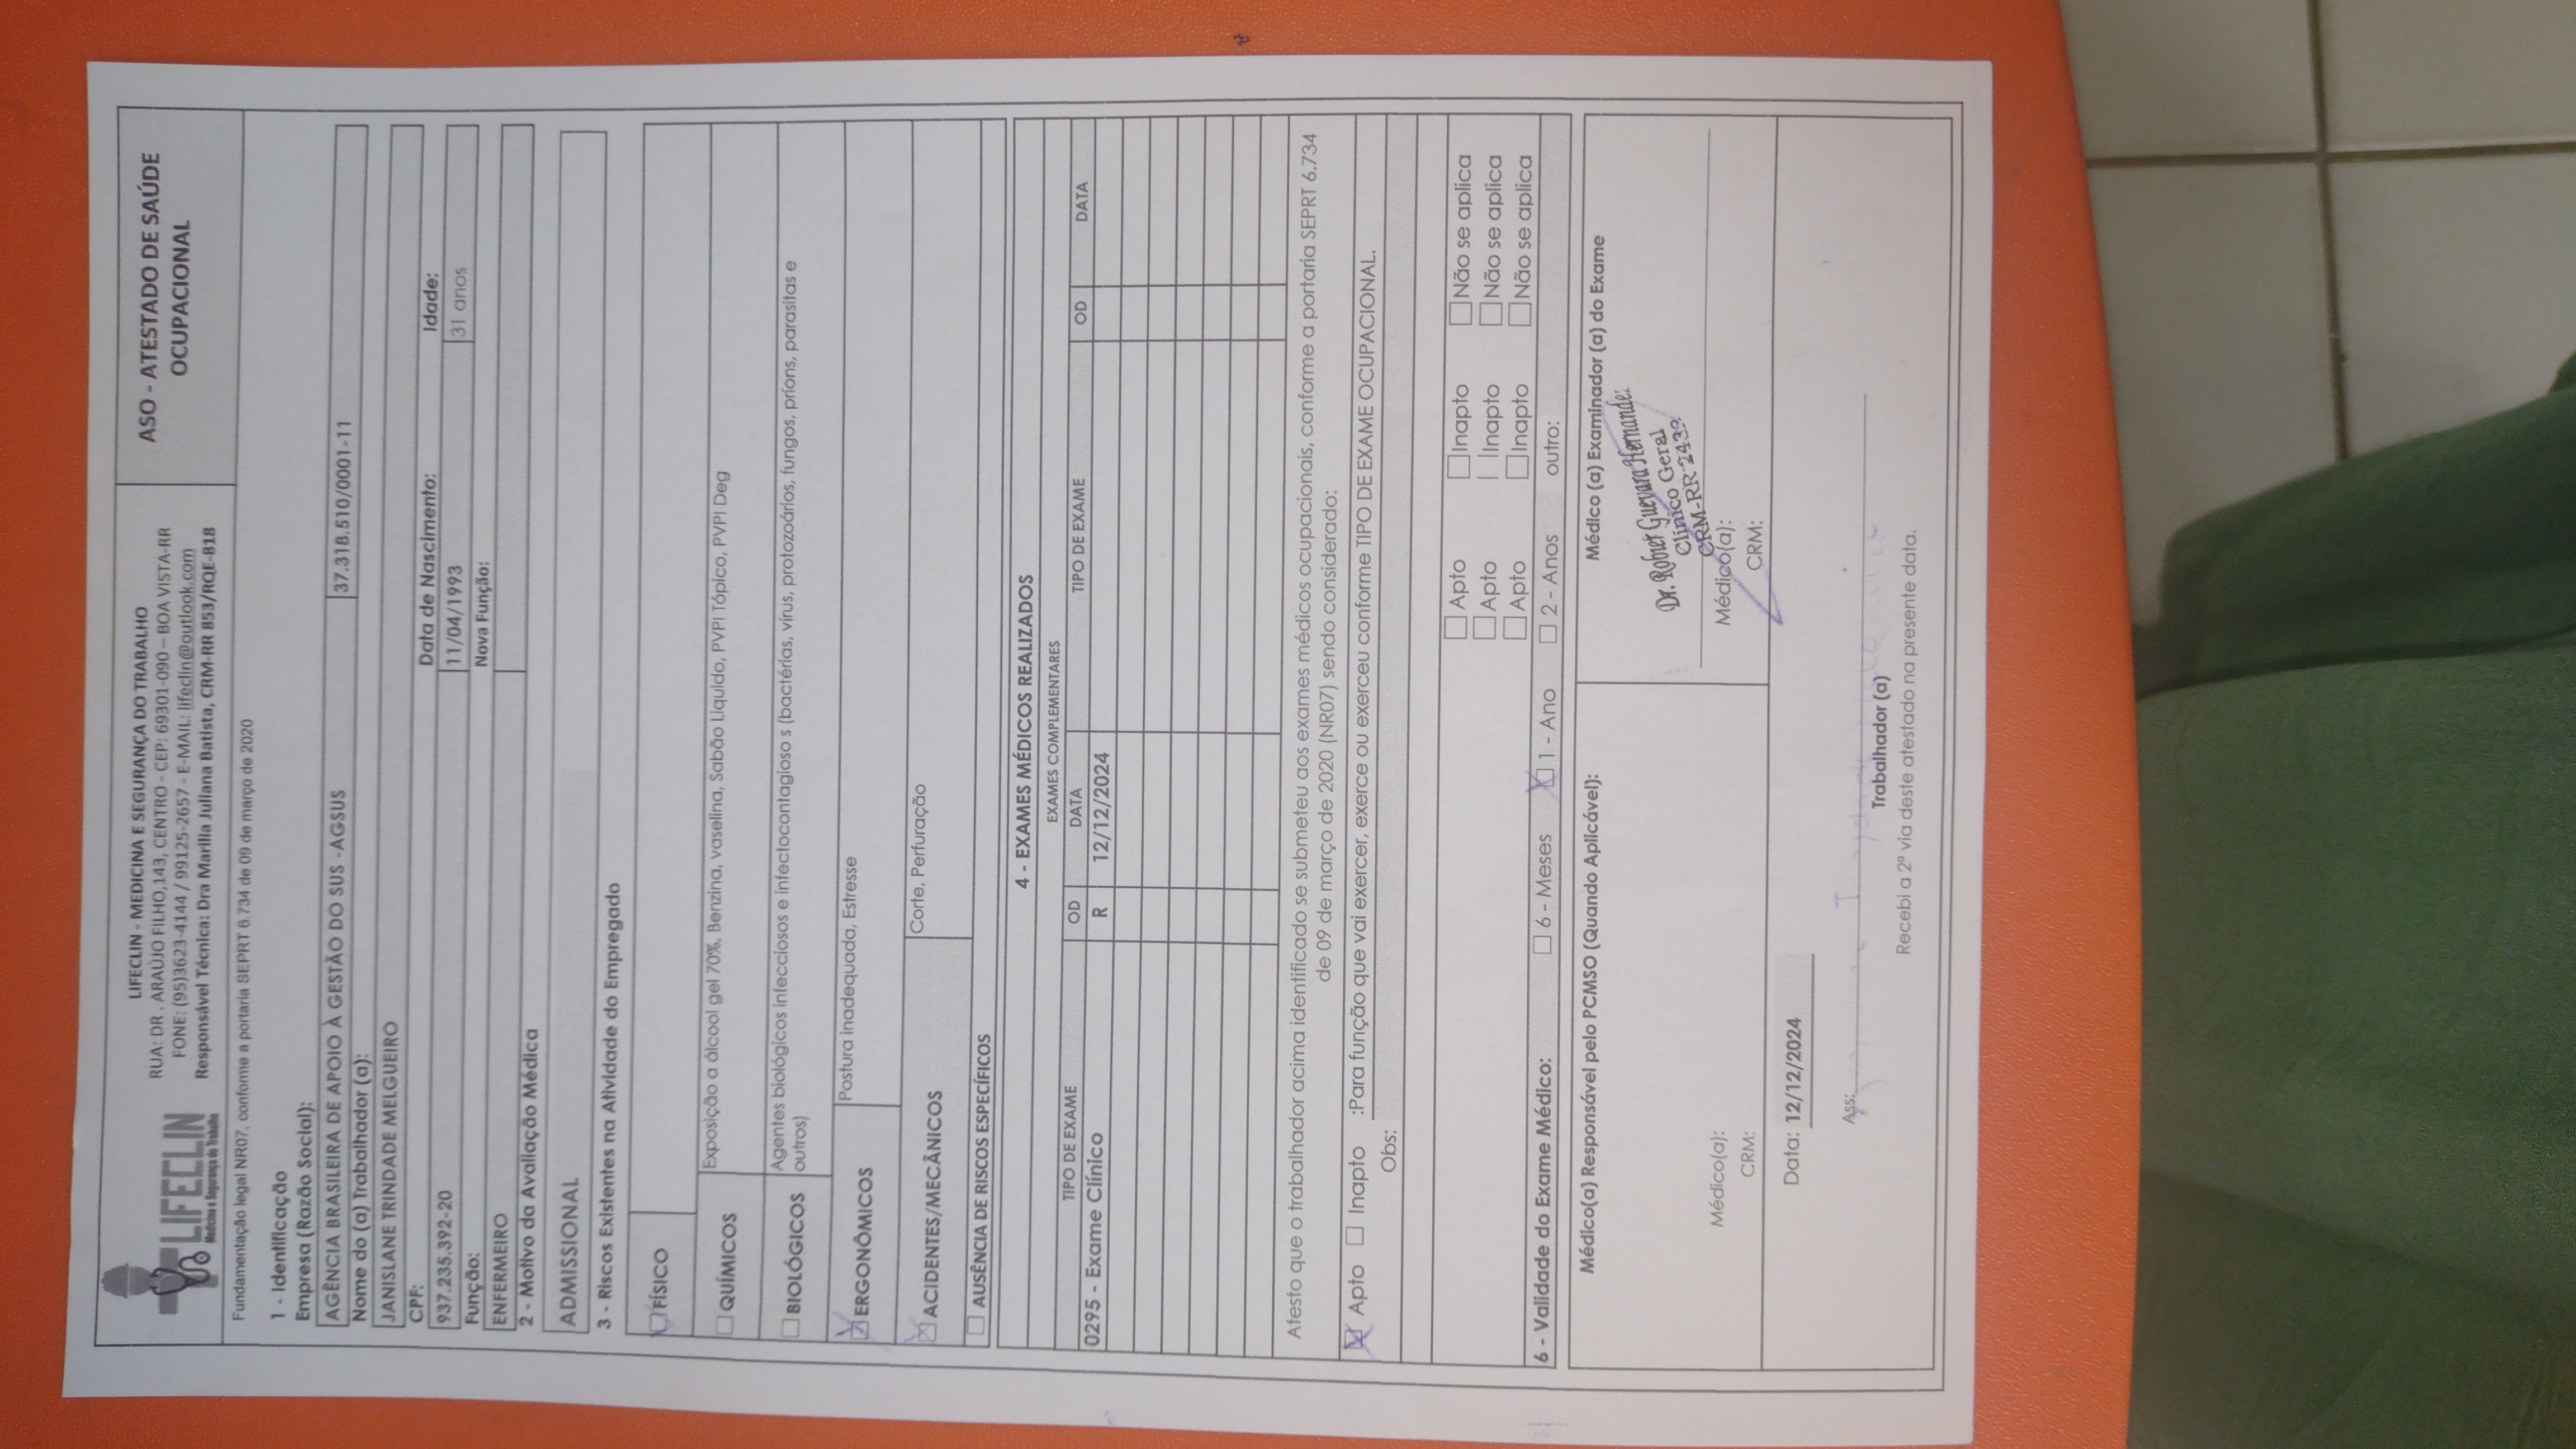 LIFECLIN
Medicina e Segurança do Trabalho
LIFECLIN - MEDICINA E SEGURANÇA DO TRABALHO
RUA: DR . ARAÚJO FILHO,143, CENTRO - CEP: 69301-090 – BOA VISTA-RR
FONE: (95)3623-4144 / 99125-2657 - E-MAIL: lifeclin@outlook.com
Responsável Técnica: Dra Marilia Juliana Batista, CRM-RR 853/RQE-818
ASO - ATESTADO DE SAÚDE
OCUPACIONAL
Fundamentação legal NR07, conforme a portaria SEPRT 6.734 de 09 de março de 2020
1 - Identificação
Empresa (Razão Social):
AGÊNCIA BRASILEIRA DE APOIO À GESTÃO DO SUS -AGSUS 37.318.510/0001-11
Nome do (a) Trabalhador (a):
JANISLANE TRINDADE MELGUEIRO
CPF: Data de Nascimento: Idade:
937.235.392-20 11/04/1993 31 anos
Função: Nova Função:
ENFERMEIRO
2 - Motivo da Avaliação Médica
ADMISSIONAL
3 - Riscos Existentes na Atividade do Empregado
FÍSICO
QUÍMICOS Exposição a álcool gel 70%, Benzina, vaselina, Sabão Liquido, PVPI Tópico, PVPI Deg
BIOLÓGICOS Agentes biológicos infecciosos e infectocontagioso s (bactérias, vírus, protozoários, fungos, príons, parasitas e
outros)
ERGONÔMICOS Postura inadequada, Estresse
ACIDENTES/MECÂNICOS Corte, Perfuração
AUSÊNCIA DE RISCOS ESPECÍFICOS
4 - EXAMES MÉDICOS REALIZADOS
EXAMES COMPLEMENTARES
TIPO DE EXAME OD DATA TIPO DE EXAME OD DATA
0295 - Exame Clínico R 12/12/2024
Atesto que o trabalhador acima identificado se submeteu aos exames médicos ocupacionais, conforme a portaria SEPRT 6.734
de 09 de março de 2020 (NR07) sendo considerado:
Apto Inapto :Para função que vai exercer, exerce ou exerceu conforme TIPO DE EXAME OCUPACIONAL.
Obs:
Apto Inapto Não se aplica
Apto Inapto Não se aplica
Apto Inapto Não se aplica
6 - Validade do Exame Médico: 6 - Meses 1 - Ano 2 - Anos outro:
Médico(a) Responsável pelo PCMSO (Quando Aplicável): Médico (a) Examinador (a) do Exame
Dr. Robier Guevara Hernande
Clínico Geral
CRM-RR
Médico(a): Médico(a):
CRM: CRM:
Data: 12/12/2024
Ass:
Trabalhador (a)
Recebi a 2ª via deste atestado na presente data.